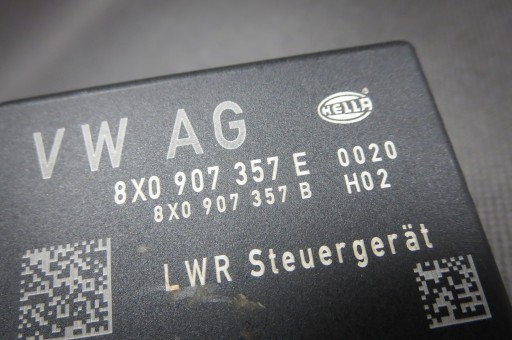 VW AG
HELLA
8X0 907 357 E 0020
8X0 907 357 B H02
LWR Steuergerät